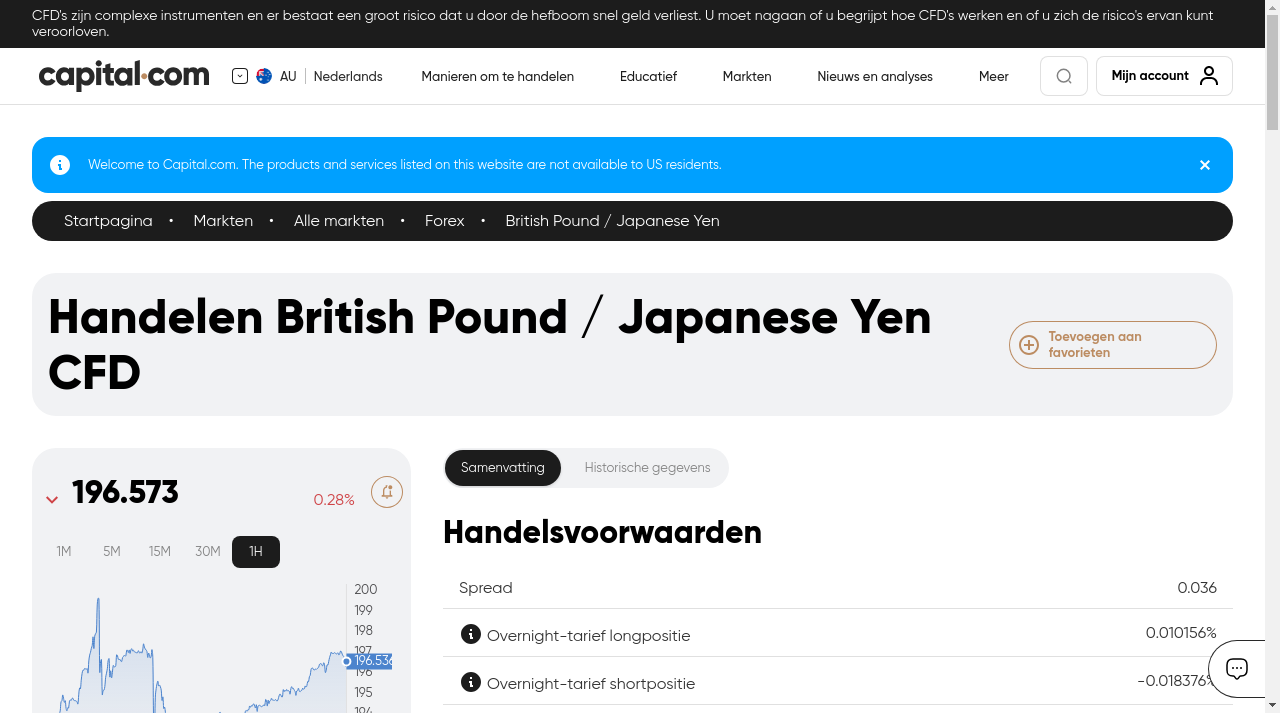 CFD's zijn complexe instrumenten en er bestaat een groot risico dat u door de hefboom snel geld verliest. U moet nagaan of u begrijpt hoe CFD's werken en of u zich de risico's ervan kunt
veroorloven.
capital.com
AU
Nederlands
Manieren om te handelen
Educatief
Markten
Nieuws en analyses
Meer
Mijn account
Welcome to Capital.com. The products and services listed on this website are not available to US residents.
Startpagina • Markten • Alle markten • Forex • British Pound / Japanese Yen
Handelen British Pound / Japanese Yen
CFD
Toevoegen aan
favorieten
196.573
0.28%
1M 5M 15M 30M 1H
200
199
198
197
196.536
196
195
194
Samenvatting
Historische gegevens
Handelsvoorwaarden
Spread 0.036
Overnight-tarief longpositie 0.010156%
Overnight-tarief shortpositie -0.018376%